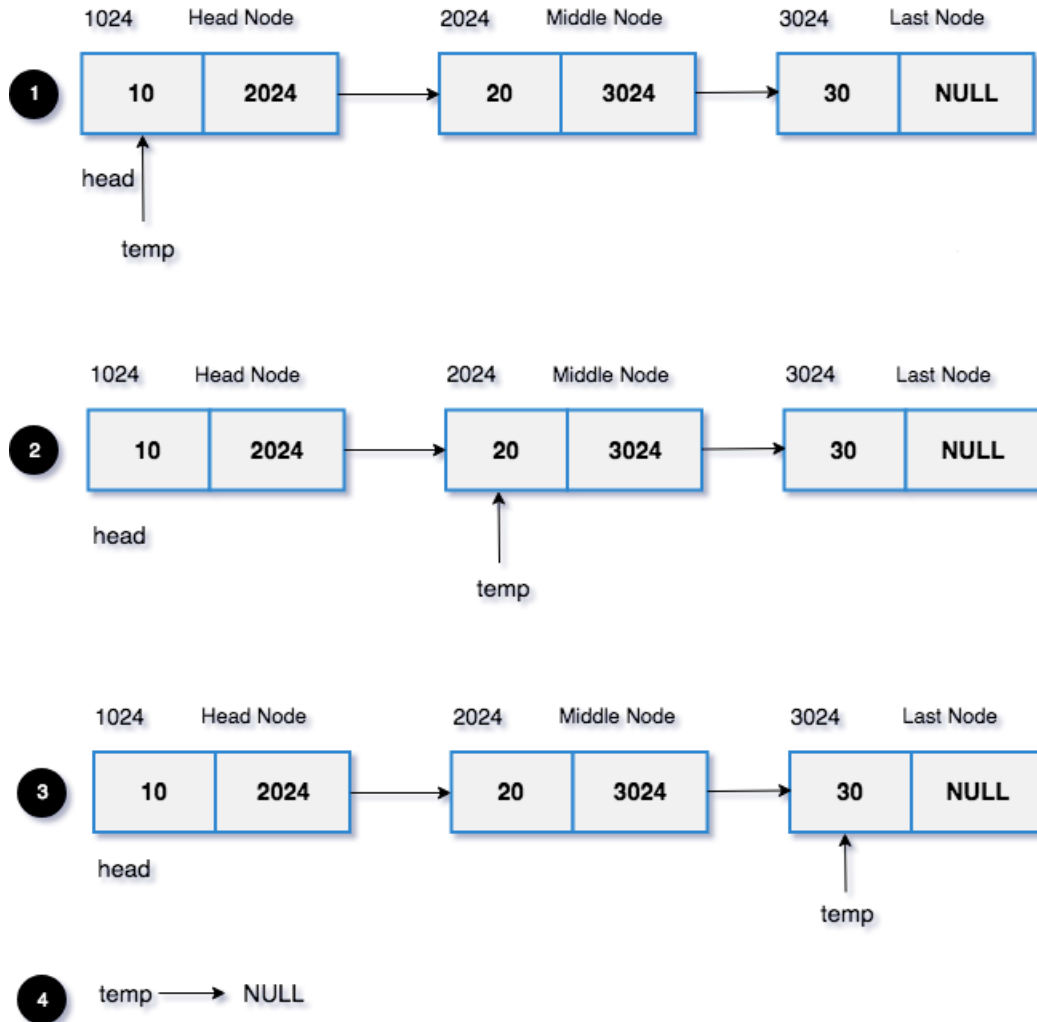 1024 Head Node 2024 Middle Node 3024 Last Node
1 10 2024 20 3024 30 NULL
head
temp
1024 Head Node 2024 Middle Node 3024 Last Node
2 10 2024 20 3024 30 NULL
head
temp
1024 Head Node 2024 Middle Node 3024 Last Node
3 10 2024 20 3024 30 NULL
head
temp
4 temp NULL